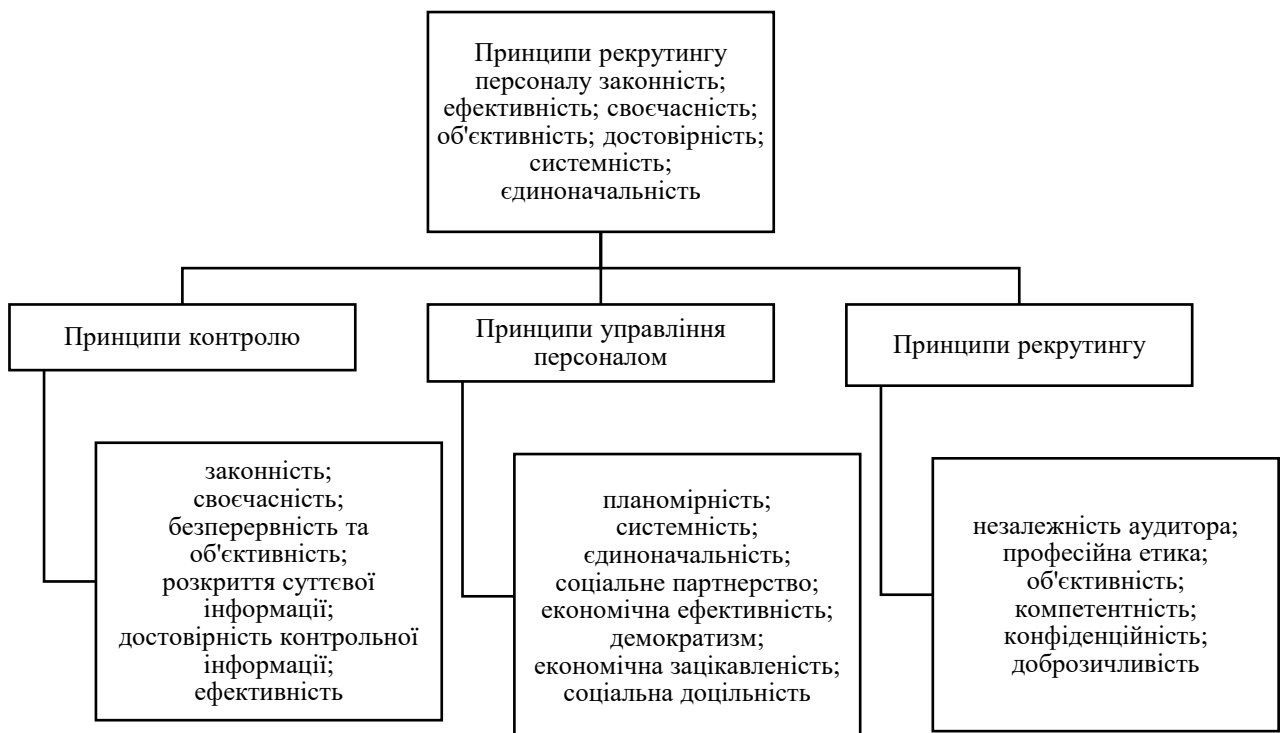 Принципи рекрутингу
персоналу законність;
ефективність; своєчасність;
об'єктивність; достовірність;
системність;
єдиноначальність
Принципи контролю
Принципи управління
персоналом
Принципи рекрутингу
законність;
своєчасність;
безперервність та
об'єктивність;
розкриття суттєвої
інформації;
достовірність контрольної
інформації;
ефективність
планомірність;
системність;
єдиноначальність;
соціальне партнерство;
економічна ефективність;
демократизм;
економічна зацікавленість;
соціальна доцільність
незалежність аудитора;
професійна етика;
об'єктивність;
компетентність;
конфіденційність;
доброзичливість